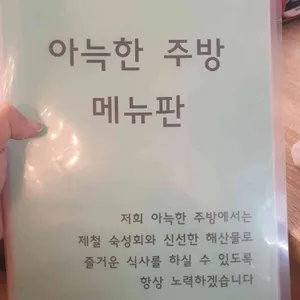 아늑한 주방
메뉴판
저희 아늑한 주방에서는
제철 숙성회와 신선한 해산물로
즐거운 식사를 하실 수 있도록
항상 노력하겠습니다